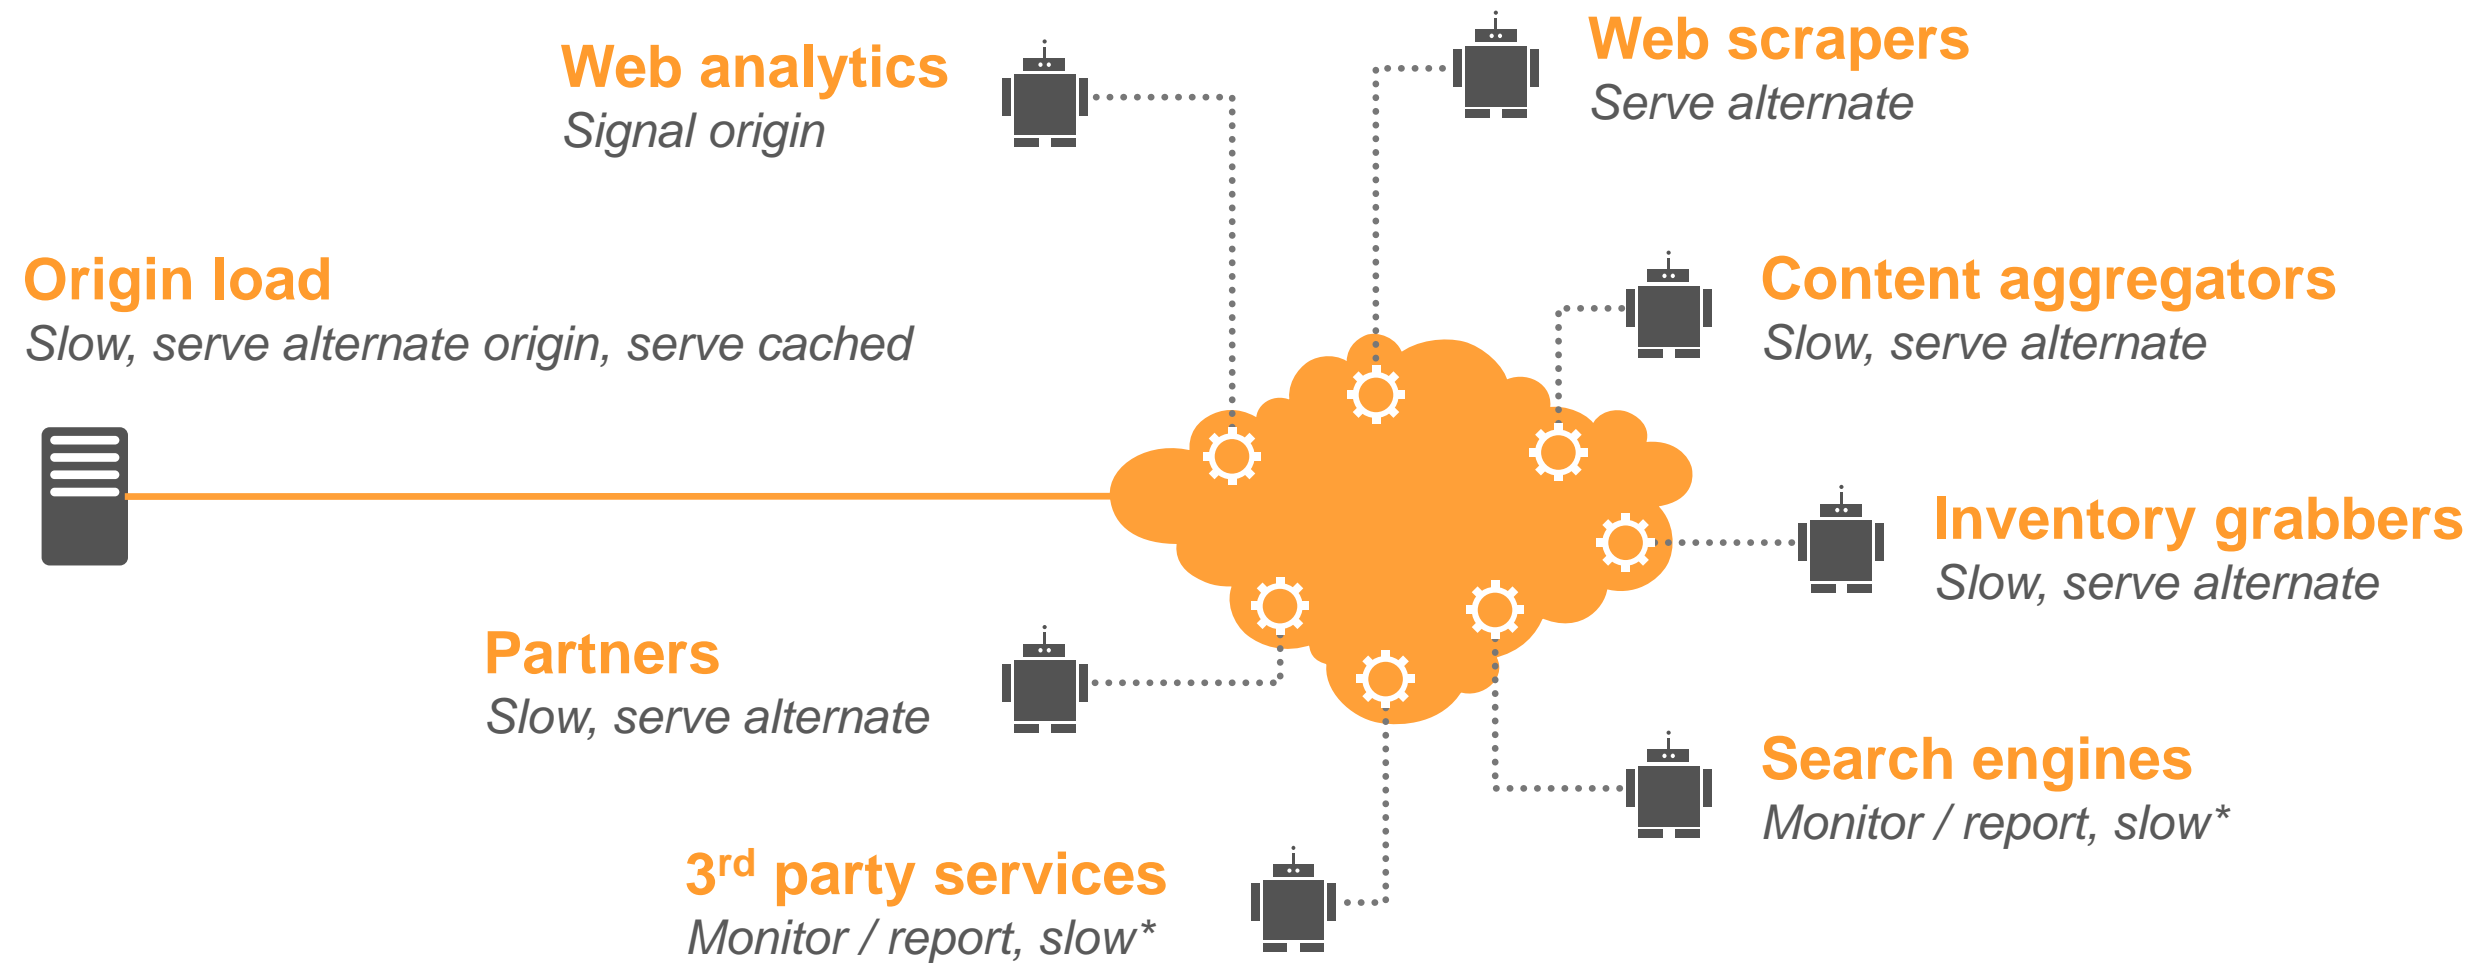 Web analytics
Signal origin
Web scrapers
Serve alternate
Origin load
Slow, serve alternate origin, serve cached
Content aggregators
Slow, serve alternate
Inventory grabbers
Slow, serve alternate
Partners
Slow, serve alternate
Search engines
Monitor / report, slow*
3rd party services
Monitor / report, slow*